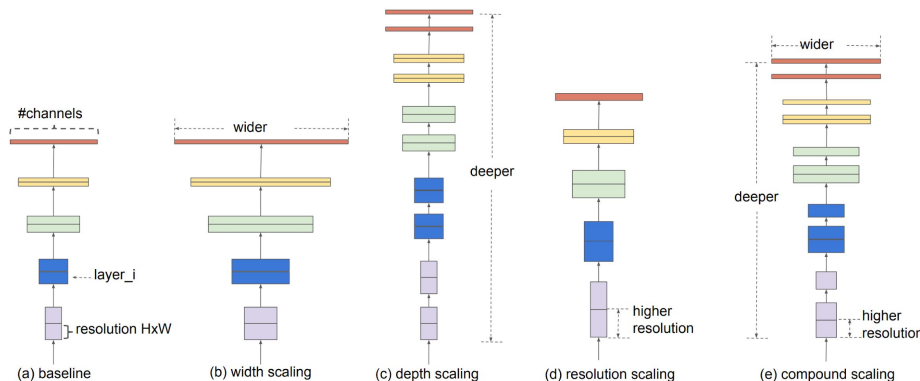 #channels
layer_i
resolution HxW
(a) baseline
wider
(b) width scaling
deeper
(c) depth scaling
higher
resolution
(d) resolution scaling
wider
deeper
higher
resolution
(e) compound scaling